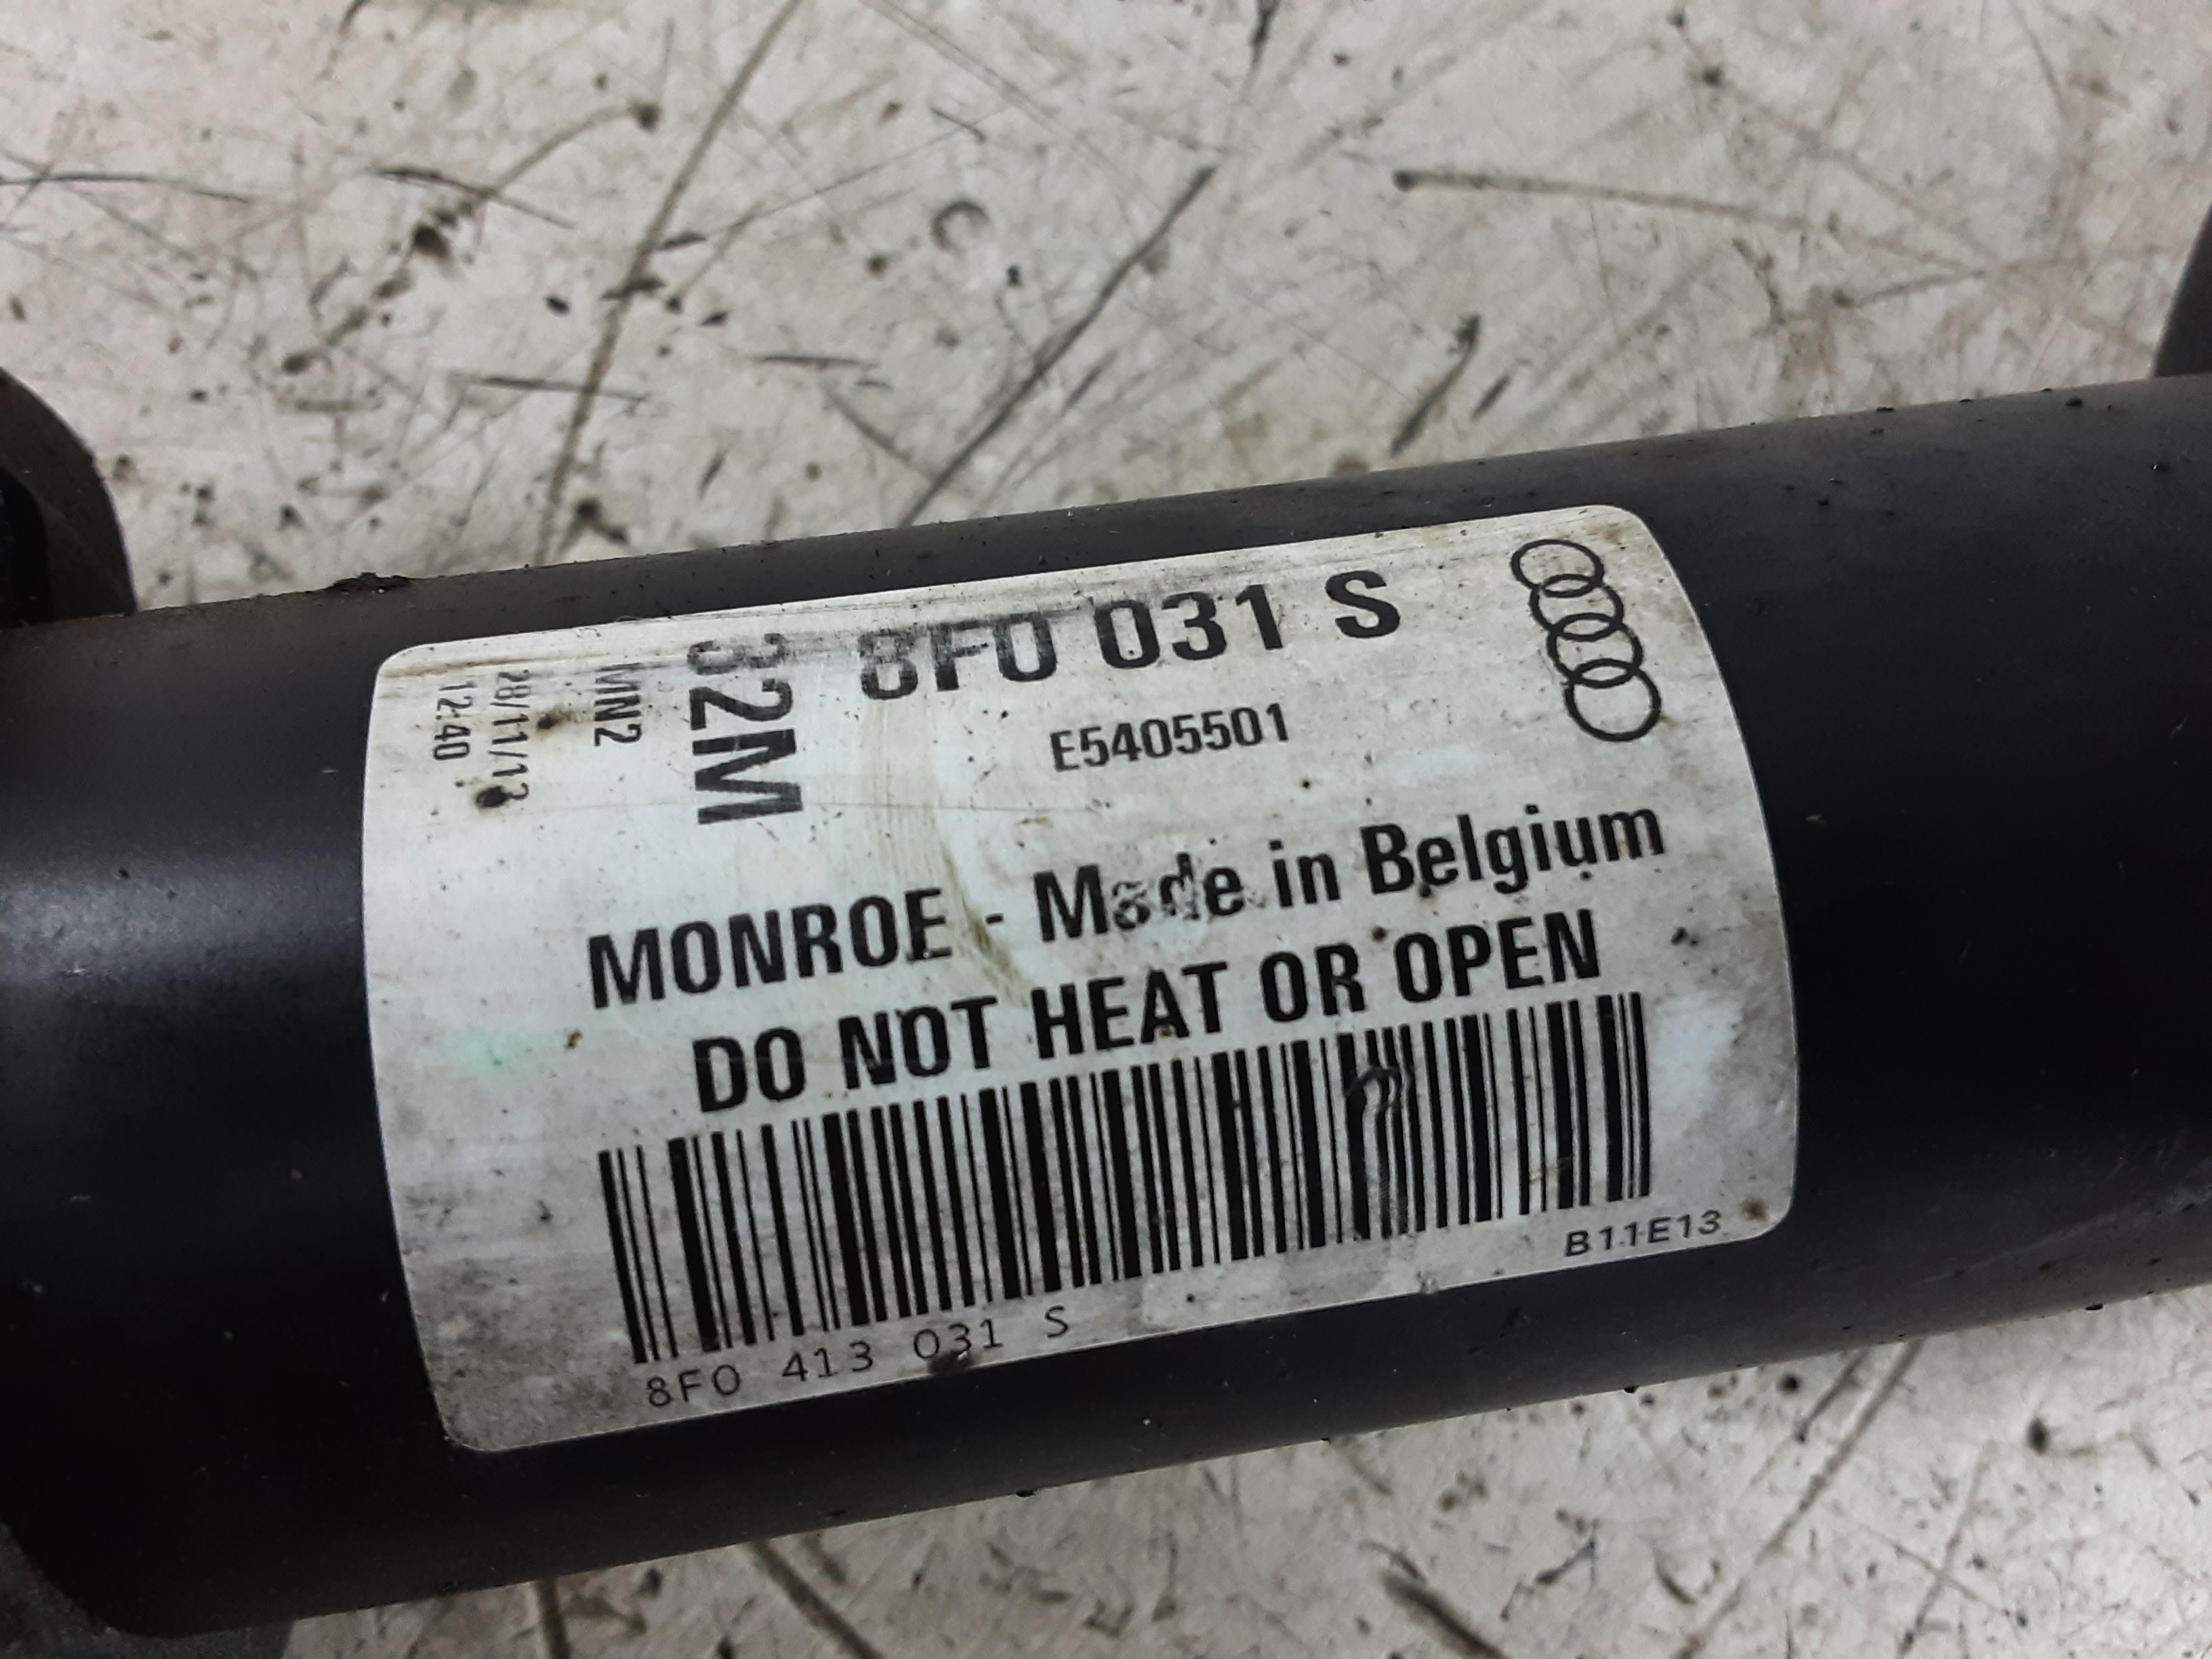 8F0 031 S
E5405501
32M
MN2
28/11/13
12:40
MONROE - Made in Belgium
DO NOT HEAT OR OPEN
B11E13
8F0 413 031 S